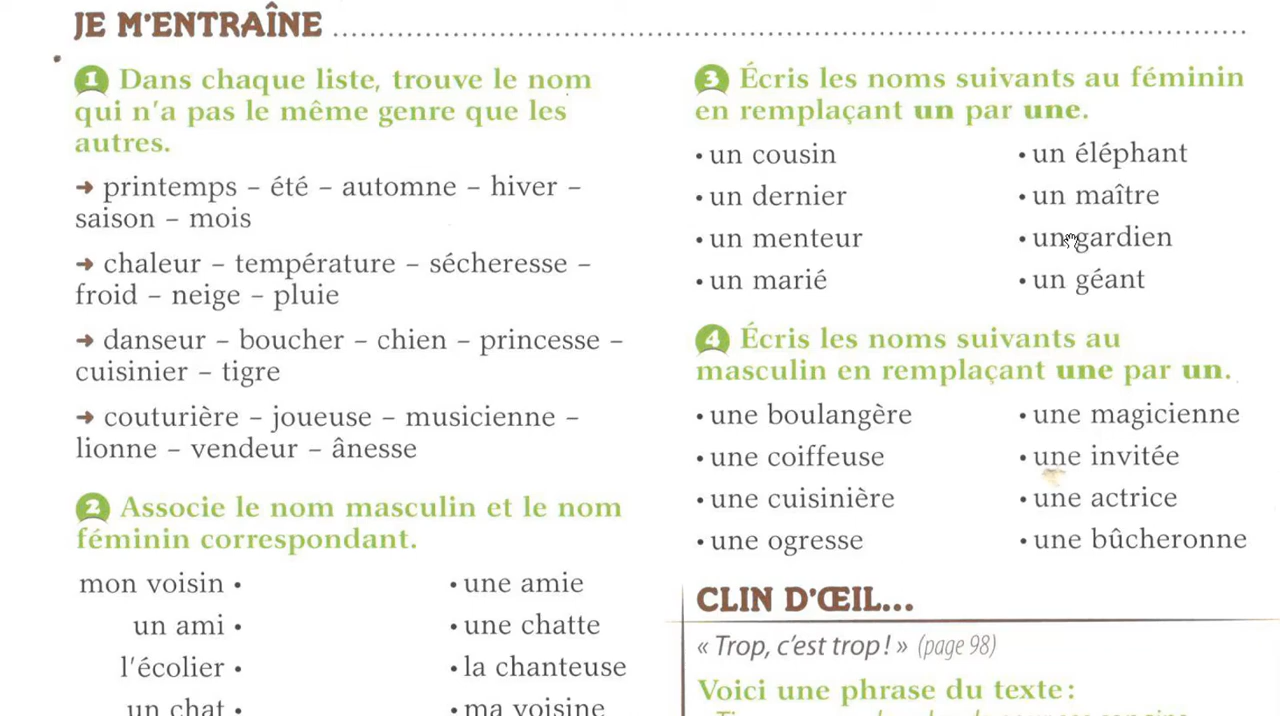 JE M'ENTRAÎNE
1 Dans chaque liste, trouve le nom
qui n'a pas le même genre que les
autres.
➜ printemps – été – automne – hiver –
saison – mois
➜ chaleur – température – sécheresse –
froid – neige – pluie
➜ danseur – boucher – chien – princesse –
cuisinier – tigre
➜ couturière – joueuse – musicienne –
lionne – vendeur – ânesse
2 Associe le nom masculin et le nom
féminin correspondant.
mon voisin • • une amie
un ami • • une chatte
l'écolier • • la chanteuse
un chat • • ma voisine
3 Écris les noms suivants au féminin
en remplaçant un par une.
• un cousin • un éléphant
• un dernier • un maître
• un menteur • un gardien
• un marié • un géant
4 Écris les noms suivants au
masculin en remplaçant une par un.
• une boulangère • une magicienne
• une coiffeuse • une invitée
• une cuisinière • une actrice
• une ogresse • une bûcheronne
CLIN D'ŒIL...
« Trop, c'est trop ! » (page 98)
Voici une phrase du texte :